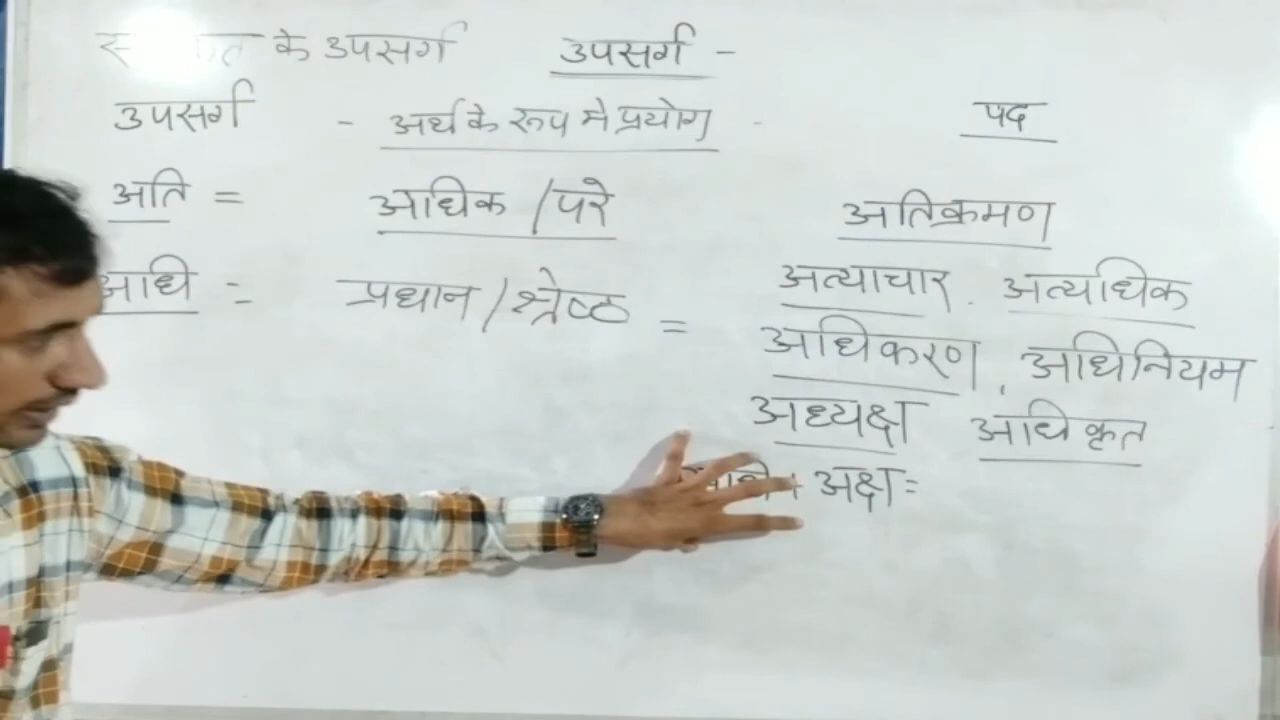 के उपसर्ग उपसर्ग -
उपसर्ग - अर्थ के रूप मे प्रयोग - पद
अति = अधिक / परे अतिक्रमण
अत्याचार . अत्यधिक
अधि = प्रधान / श्रेष्ठ =
अधिकरण , अधिनियम
अध्यक्ष अधिकृत
+ अक्ष =